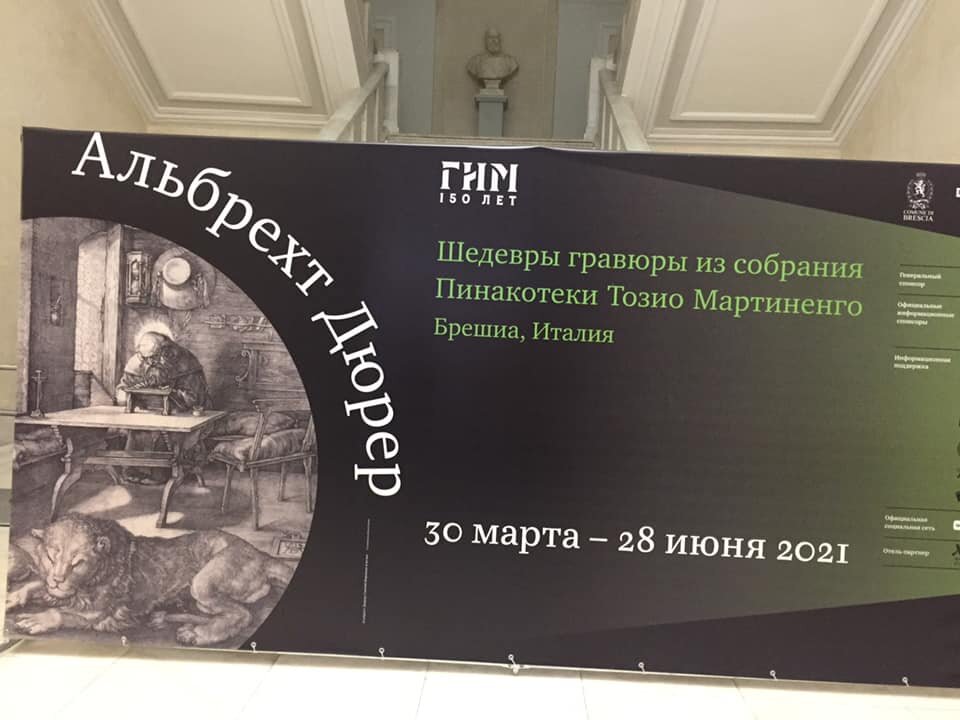 Альбрехт Дюрер
ГИМ
150 ЛЕТ
Шедевры гравюры из собрания
Пинакотеки Тозио Мартиненго
Брешиа, Италия
30 марта – 28 июня 2021
COMUNE DI
BRESCIA
Генеральный
спонсор
Официальные
информационные
спонсоры
Информационная
поддержка
Официальная
социальная сеть
Отель-партнер